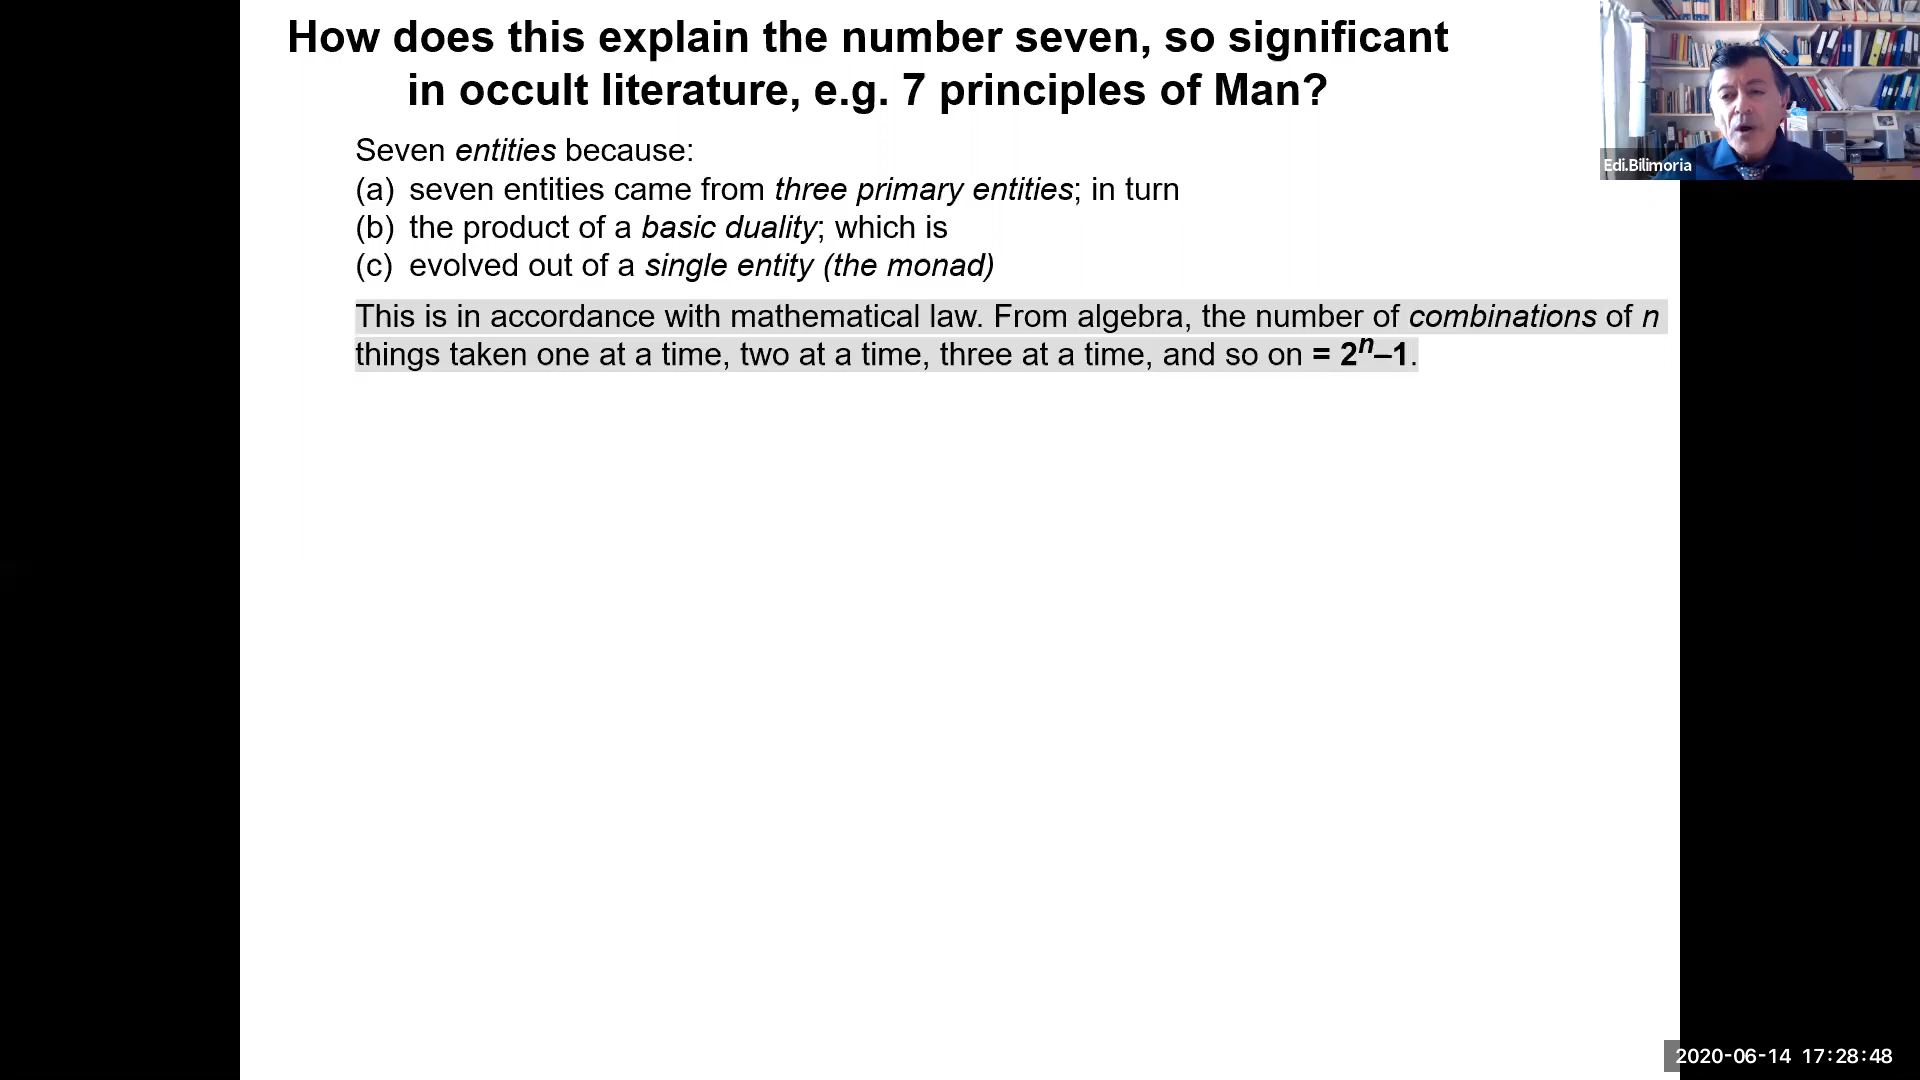 How does this explain the number seven, so significant
in occult literature, e.g. 7 principles of Man?
Seven entities because:
(a) seven entities came from three primary entities; in turn
(b) the product of a basic duality; which is
(c) evolved out of a single entity (the monad)
This is in accordance with mathematical law. From algebra, the number of combinations of n
things taken one at a time, two at a time, three at a time, and so on = 2ⁿ–1.
Edi.Bilimoria
2020-06-14 17:28:48